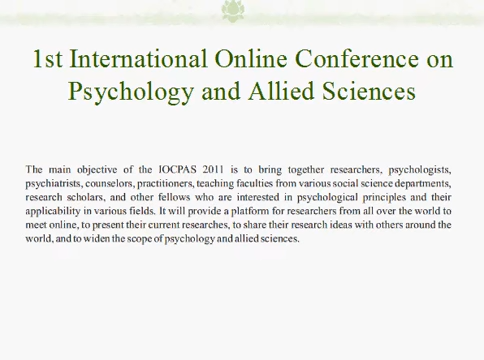 1st International Online Conference on
Psychology and Allied Sciences
The main objective of the IOCPAS 2011 is to bring together researchers, psychologists,
psychiatrists, counselors, practitioners, teaching faculties from various social science departments,
research scholars, and other fellows who are interested in psychological principles and their
applicability in various fields. It will provide a platform for researchers from all over the world to
meet online, to present their current researches, to share their research ideas with others around the
world, and to widen the scope of psychology and allied sciences.